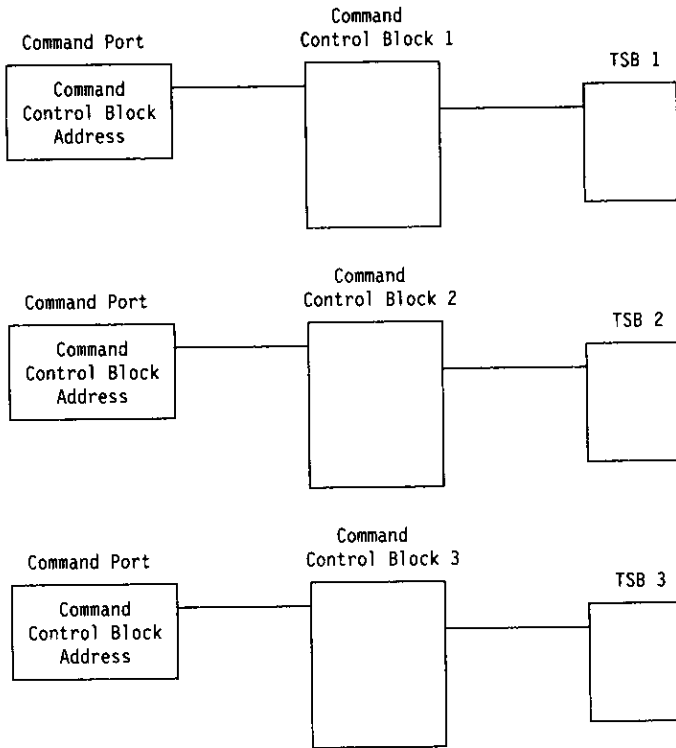 Command
Control Block 1
Command Port
TSB 1
Command
Control Block
Address
Command
Control Block 2
Command Port
TSB 2
Command
Control Block
Address
Command
Control Block 3
Command Port
TSB 3
Command
Control Block
Address